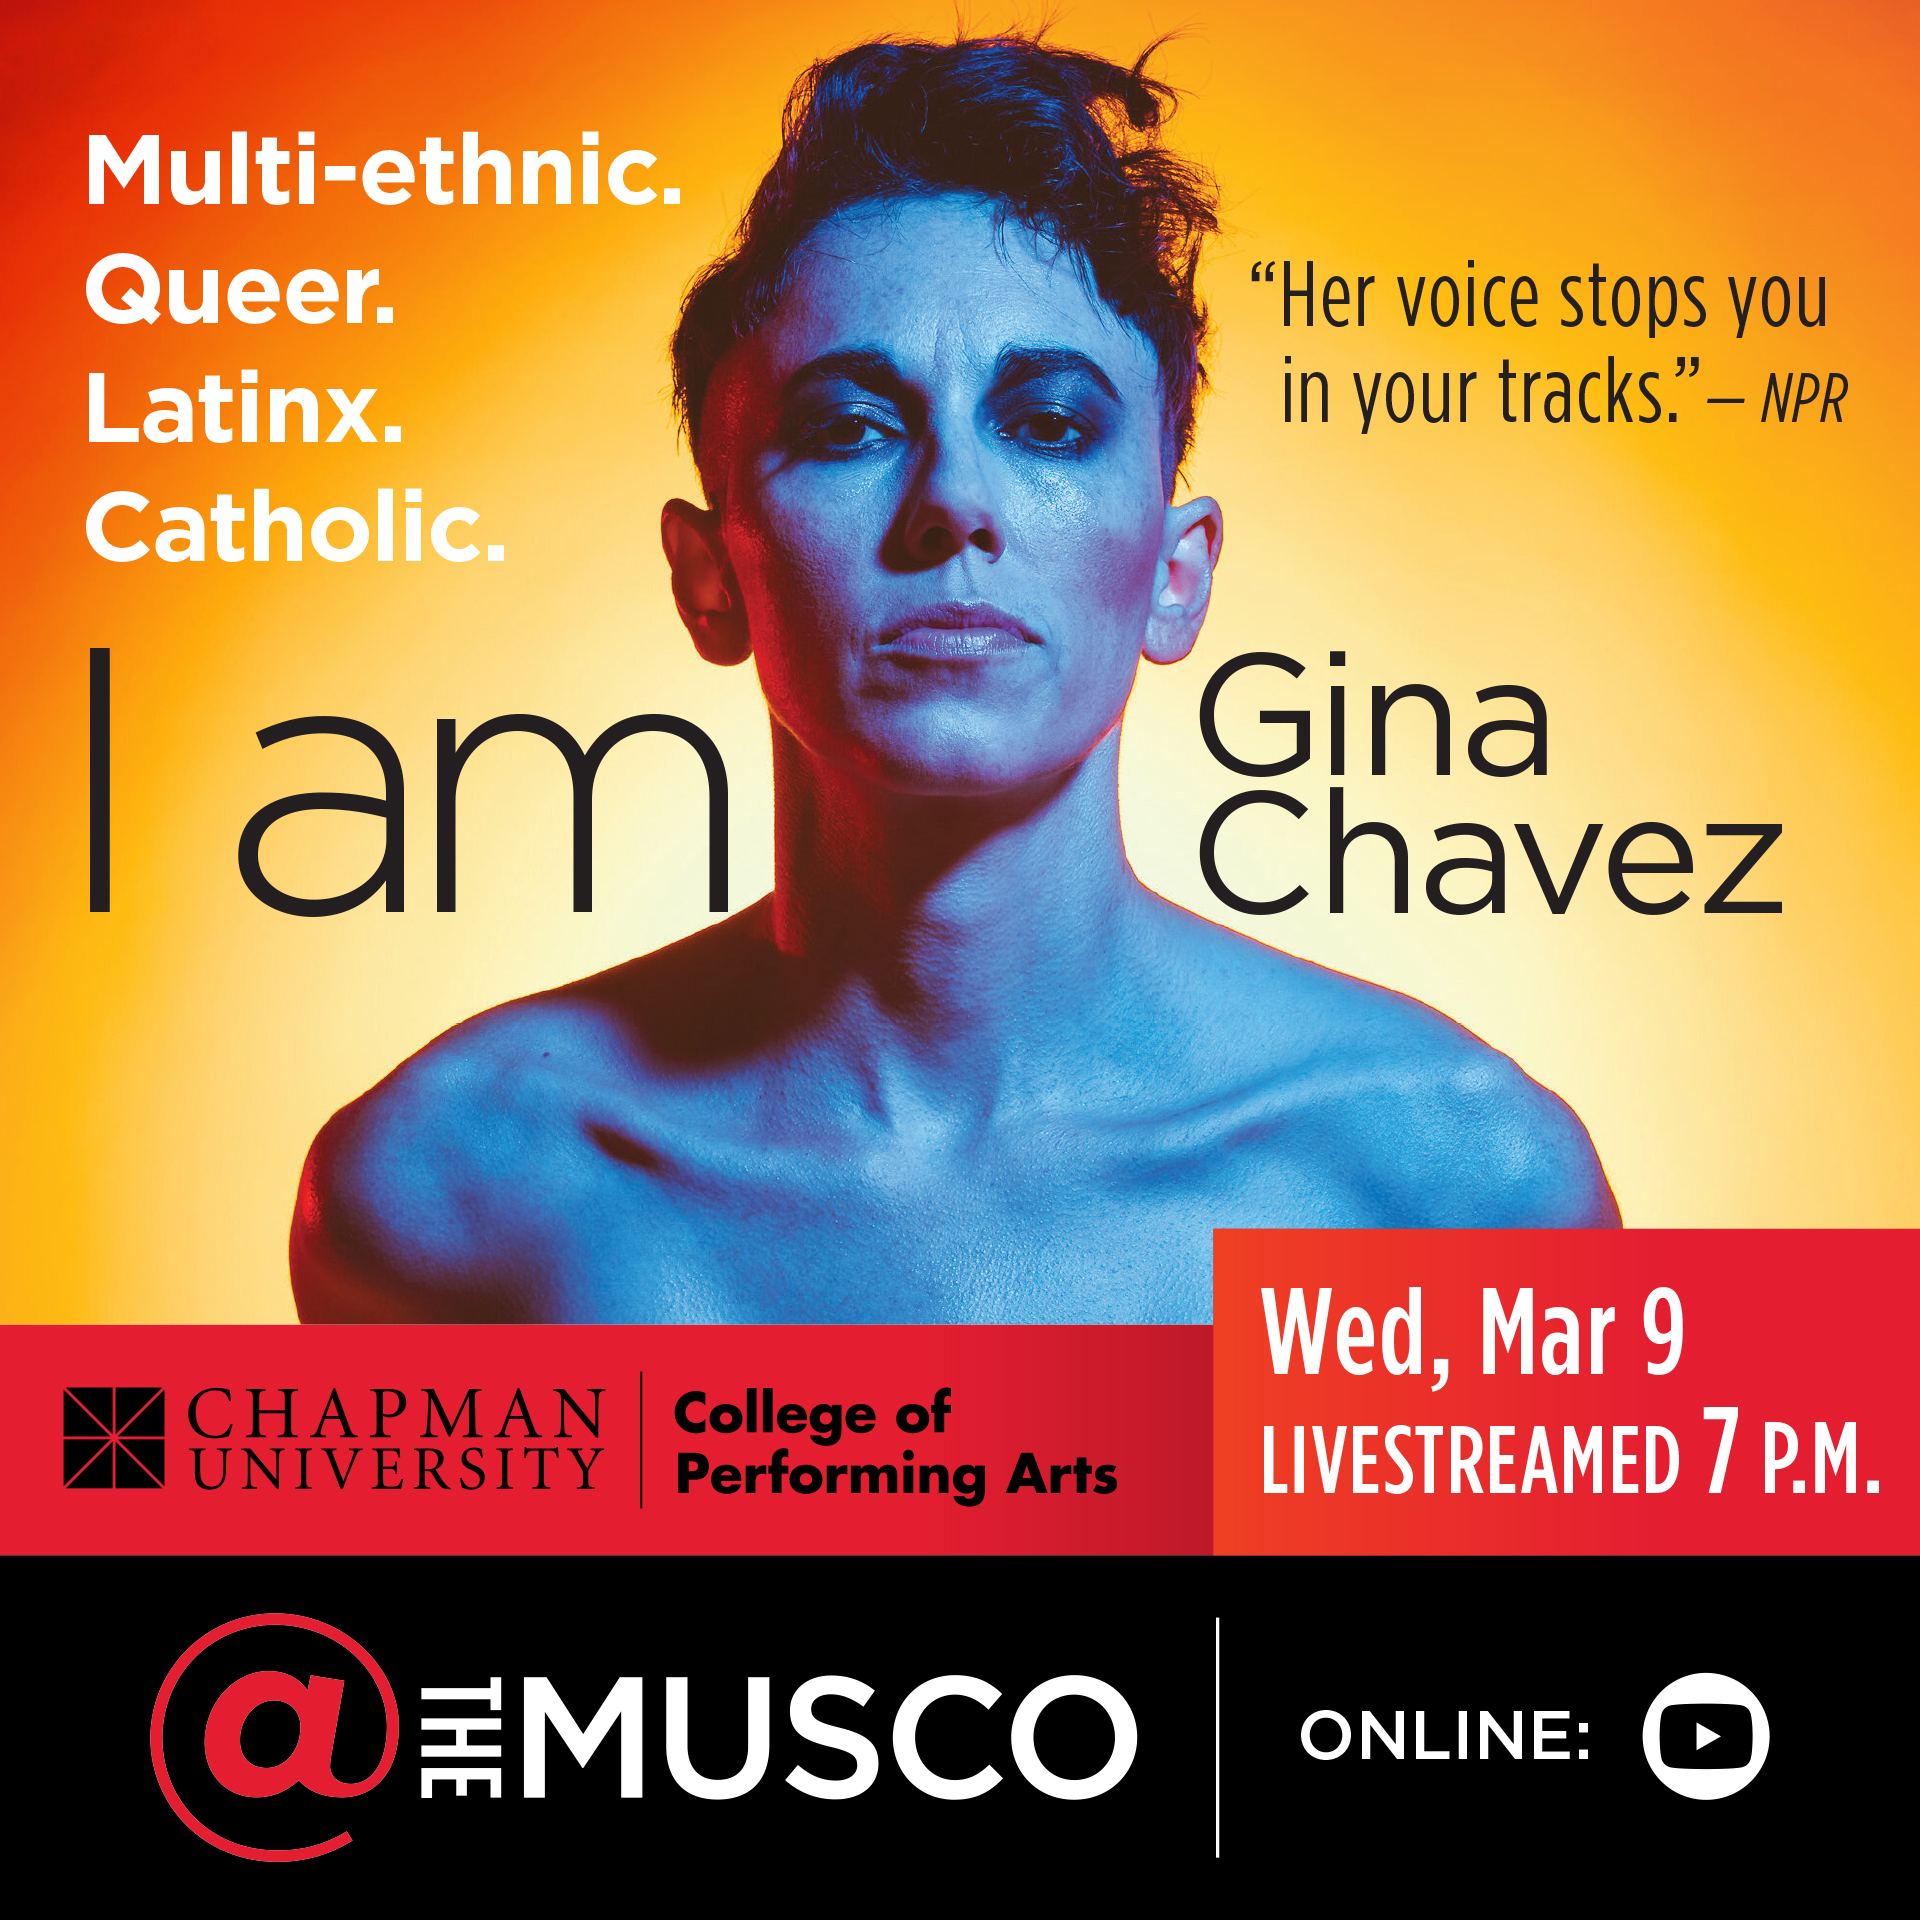 Multi-ethnic.
Queer.
Latinx.
Catholic.
“Her voice stops you
in your tracks.” – NPR
I am
Gina
Chavez
Wed, Mar 9
LIVESTREAMED 7 P.M.
CHAPMAN
UNIVERSITY
College of
Performing Arts
@THE MUSCO
ONLINE: